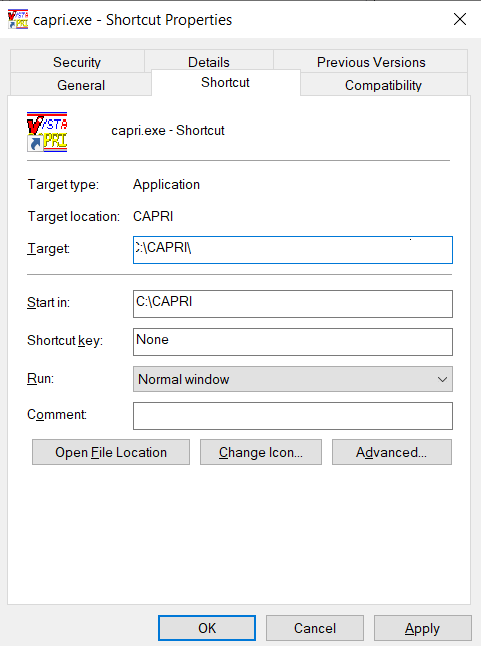 capri.exe - Shortcut Properties
Security Details Previous Versions
General Shortcut Compatibility
VISTA
CAPRI
capri.exe - Shortcut
Target type: Application
Target location: CAPRI
Target: C:\CAPRI\
Start in: C:\CAPRI
Shortcut key: None
Run: Normal window
Comment:
Open File Location Change Icon... Advanced...
OK Cancel Apply